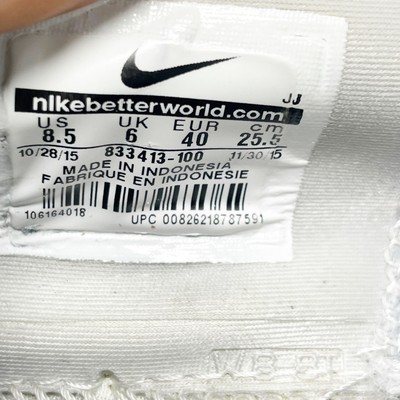 JJ
nikebetterworld.com
US UK EUR cm
8.5 6 40 25.5
10/28/15 833413-100 11/30/15
MADE IN INDONESIA
FABRIQUE EN INDONESIE
106164018 UPC 00826218787591